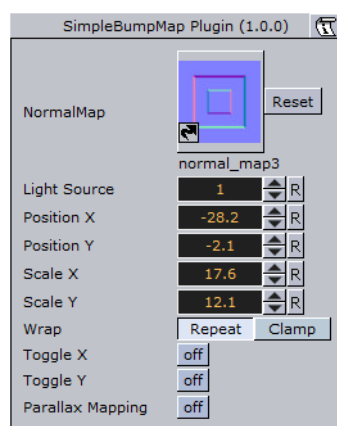 SimpleBumpMap Plugin (1.0.0)
NormalMap
Reset
normal_map3
Light Source 1 R
Position X -28.2 R
Position Y -2.1 R
Scale X 17.6 R
Scale Y 12.1 R
Wrap Repeat Clamp
Toggle X off
Toggle Y off
Parallax Mapping off